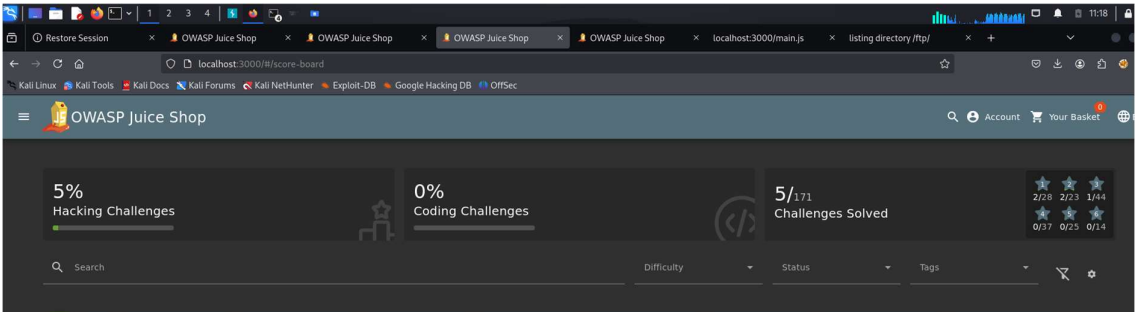 1 2 3 4
11:18
Restore Session OWASP Juice Shop OWASP Juice Shop OWASP Juice Shop OWASP Juice Shop localhost:3000/main.js listing directory /ftp/
localhost:3000/#/score-board
Kali Linux Kali Tools Kali Docs Kali Forums Kali NetHunter Exploit-DB Google Hacking DB OffSec
OWASP Juice Shop
Account
0
Your Basket
5%
Hacking Challenges
0%
Coding Challenges
5/171
Challenges Solved
1 2 3
2/28 2/23 1/44
4 5 6
0/37 0/25 0/14
Search
Difficulty
Status
Tags